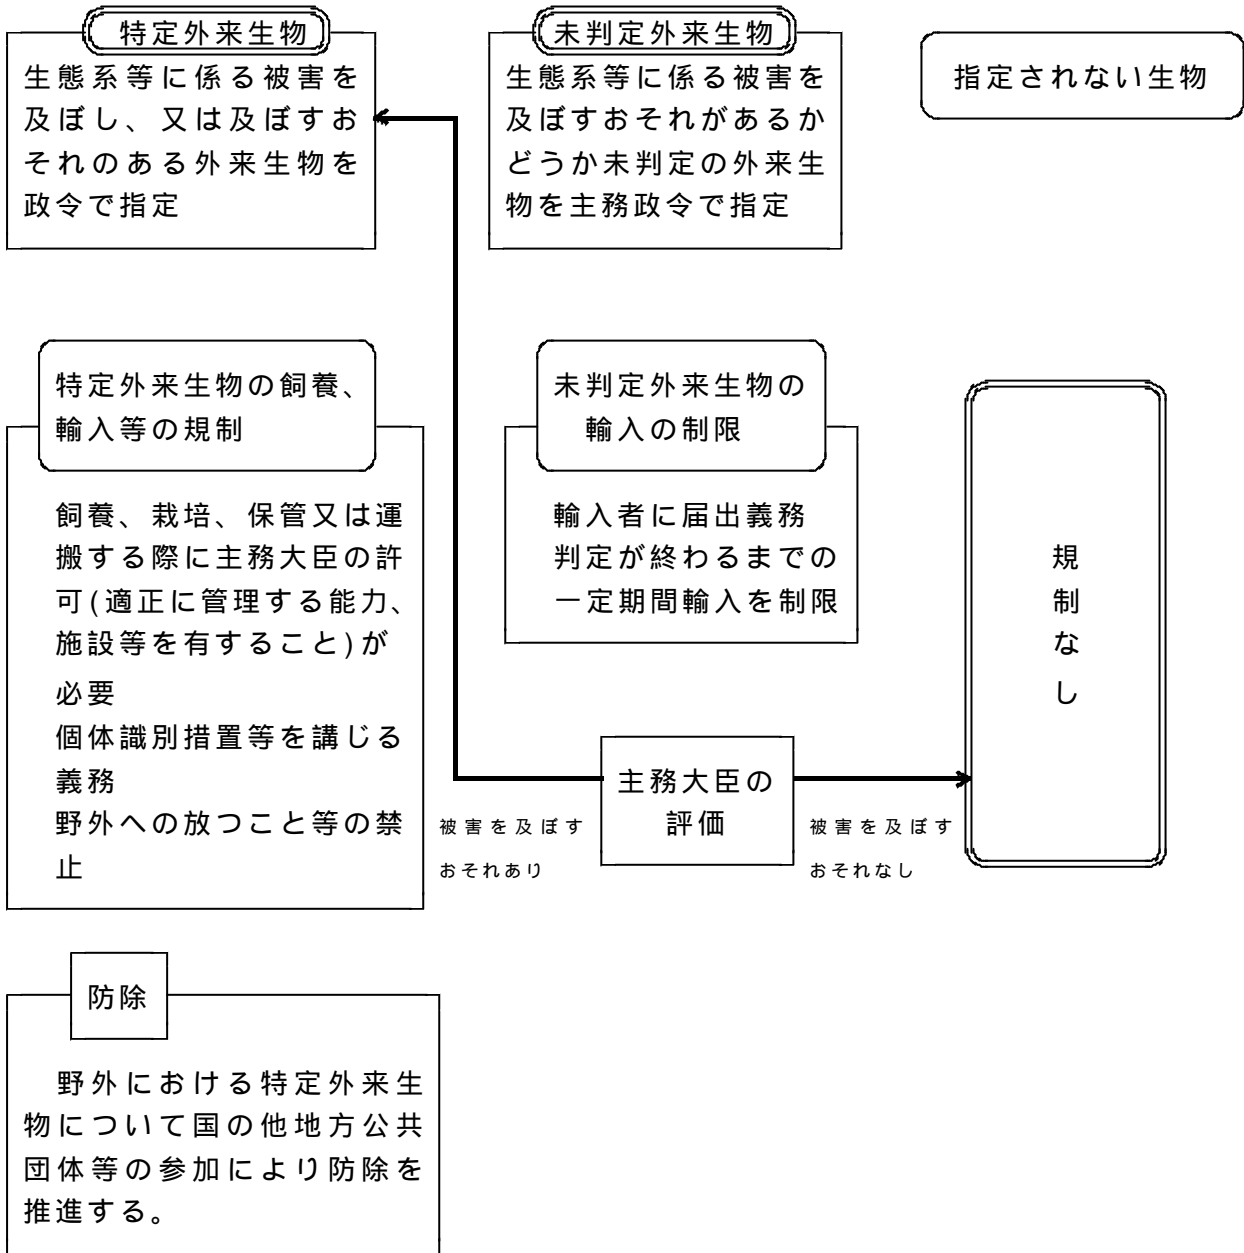 特定外来生物
生態系等に係る被害を
及ぼし、又は及ぼすお
それのある外来生物を
政令で指定
未判定外来生物
生態系等に係る被害を
及ぼすおそれがあるか
どうか未判定の外来生
物を主務政令で指定
指定されない生物
特定外来生物の飼養、
輸入等の規制
飼養、栽培、保管又は運
搬する際に主務大臣の許
可(適正に管理する能力、
施設等を有すること)が
必要
個体識別措置等を講じる
義務
野外への放つこと等の禁
止
未判定外来生物の
輸入の制限
輸入者に届出義務
判定が終わるまでの
一定期間輸入を制限
規制なし
主務大臣の
評価
被害を及ぼす
おそれあり
被害を及ぼす
おそれなし
防除
野外における特定外来生
物について国の他地方公共
団体等の参加により防除を
推進する。